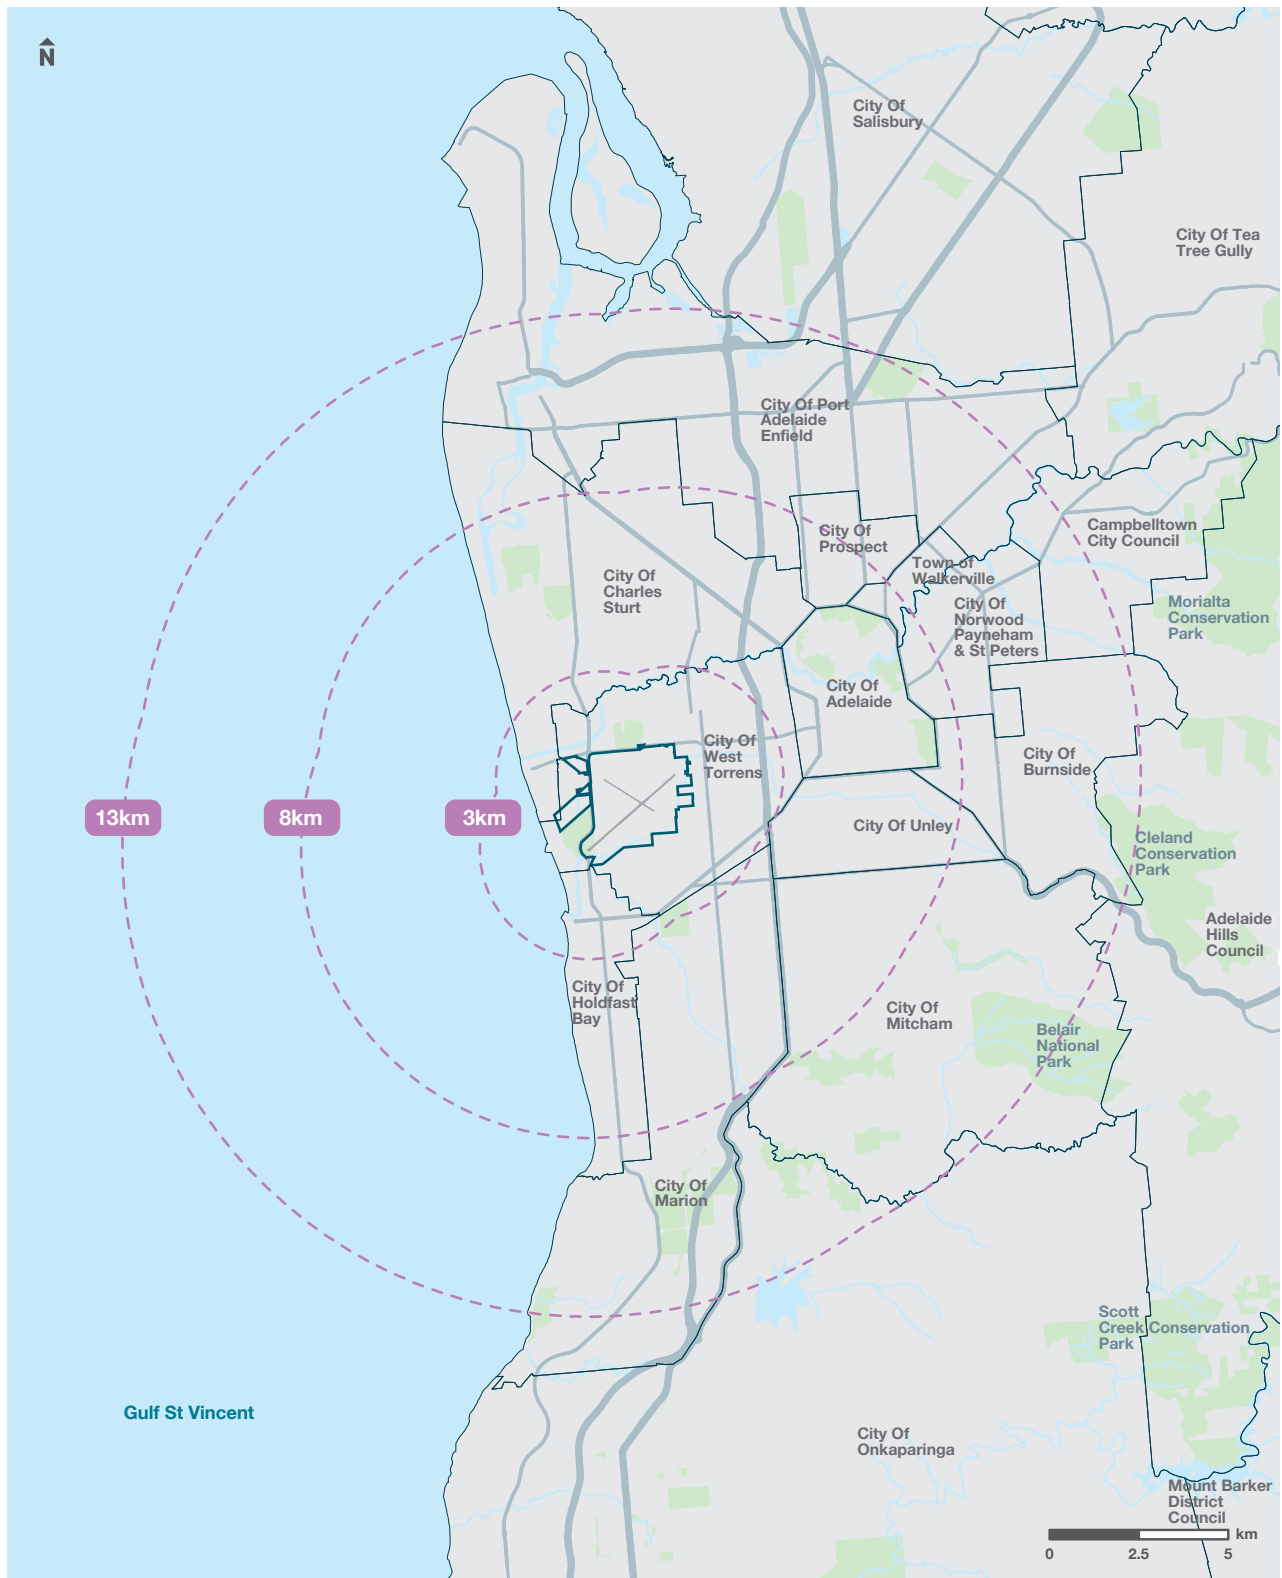 N
City Of
Salisbury
City Of Tea
Tree Gully
City Of Port
Adelaide
Enfield
City Of
Prospect
Campbelltown
City Council
Town of
Walkerville
City Of
Charles
Sturt
City Of
Norwood
Payneham
& St Peters
Morialta
Conservation
Park
City Of
Adelaide
City Of
West
Torrens
City Of
Burnside
13km
8km
3km
City Of Unley
Cleland
Conservation
Park
Adelaide
Hills
Council
City Of
Holdfast
Bay
City Of
Mitcham
Belair
National
Park
City Of
Marion
Scott
Creek Conservation
Park
Gulf St Vincent
City Of
Onkaparinga
Mount Barker
District
Council
km
0 2.5 5